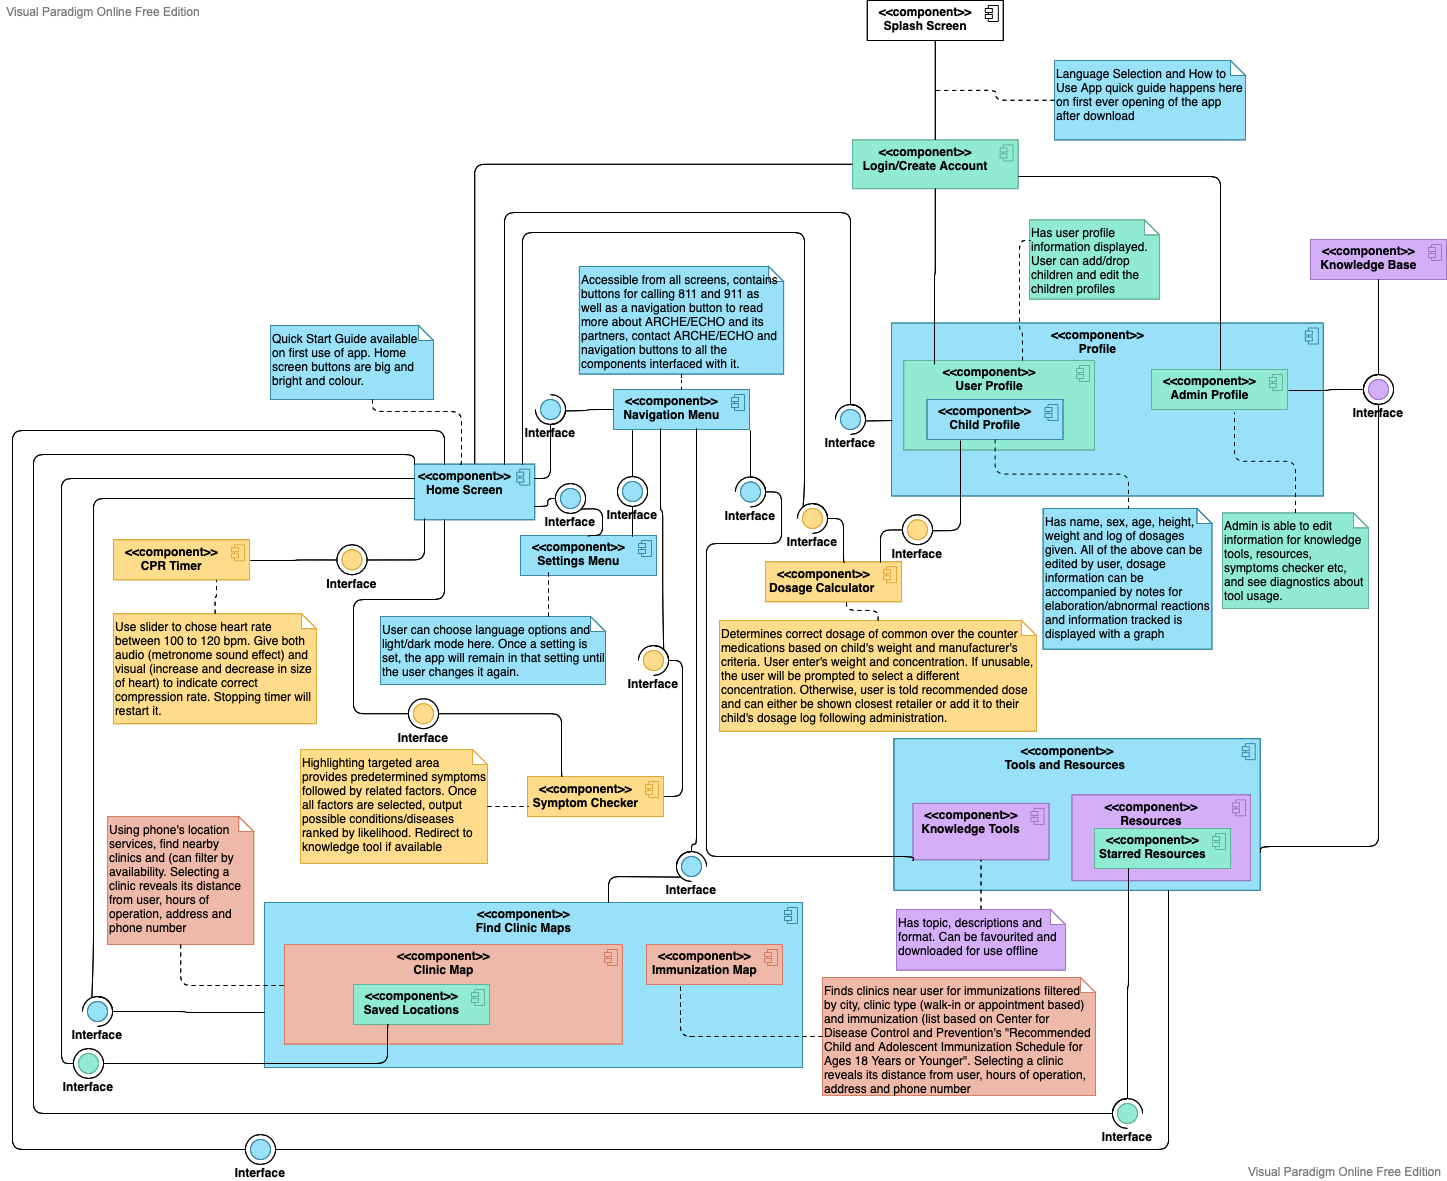 Visual Paradigm Online Free Edition
<<component>>
Splash Screen
Language Selection and How to
Use App quick guide happens here
on first ever opening of the app
after download
<<component>>
Login/Create Account
Has user profile
information displayed.
User can add/drop
children and edit the
children profiles
<<component>>
Knowledge Base
Accessible from all screens, contains
buttons for calling 811 and 911 as
well as a navigation button to read
more about ARCHE/ECHO and its
partners, contact ARCHE/ECHO and
navigation buttons to all the
components interfaced with it.
Quick Start Guide available
on first use of app. Home
screen buttons are big and
bright and colour.
<<component>>
Profile
<<component>>
User Profile
<<component>>
Child Profile
<<component>>
Admin Profile
Interface
<<component>>
Navigation Menu
Interface
Interface
<<component>>
Home Screen
Interface
Interface
Interface
Interface
Interface
<<component>>
Settings Menu
<<component>>
CPR Timer
Interface
<<component>>
Dosage Calculator
Has name, sex, age, height,
weight and log of dosages
given. All of the above can be
edited by user, dosage
information can be
accompanied by notes for
elaboration/abnormal reactions
and information tracked is
displayed with a graph
Admin is able to edit
information for knowledge
tools, resources,
symptoms checker etc,
and see diagnostics about
tool usage.
Use slider to chose heart rate
between 100 to 120 bpm. Give both
audio (metronome sound effect) and
visual (increase and decrease in size
of heart) to indicate correct
compression rate. Stopping timer will
restart it.
User can choose language options and
light/dark mode here. Once a setting is
set, the app will remain in that setting until
the user changes it again.
Interface
Determines correct dosage of common over the counter
medications based on child's weight and manufacturer's
criteria. User enter's weight and concentration. If unusable,
the user will be prompted to select a different
concentration. Otherwise, user is told recommended dose
and can either be shown closest retailer or add it to their
child's dosage log following administration.
Interface
Highlighting targeted area
provides predetermined symptoms
followed by related factors. Once
all factors are selected, output
possible conditions/diseases
ranked by likelihood. Redirect to
knowledge tool if available
<<component>>
Symptom Checker
<<component>>
Tools and Resources
<<component>>
Knowledge Tools
<<component>>
Resources
<<component>>
Starred Resources
Using phone's location
services, find nearby
clinics and (can filter by
availability. Selecting a
clinic reveals its distance
from user, hours of
operation, address and
phone number
Interface
<<component>>
Find Clinic Maps
<<component>>
Clinic Map
<<component>>
Saved Locations
<<component>>
Immunization Map
Has topic, descriptions and
format. Can be favourited and
downloaded for use offline
Finds clinics near user for immunizations filtered
by city, clinic type (walk-in or appointment based)
and immunization (list based on Center for
Disease Control and Prevention's "Recommended
Child and Adolescent Immunization Schedule for
Ages 18 Years or Younger". Selecting a clinic
reveals its distance from user, hours of operation,
address and phone number
Interface
Interface
Interface
Interface
Visual Paradigm Online Free Edition